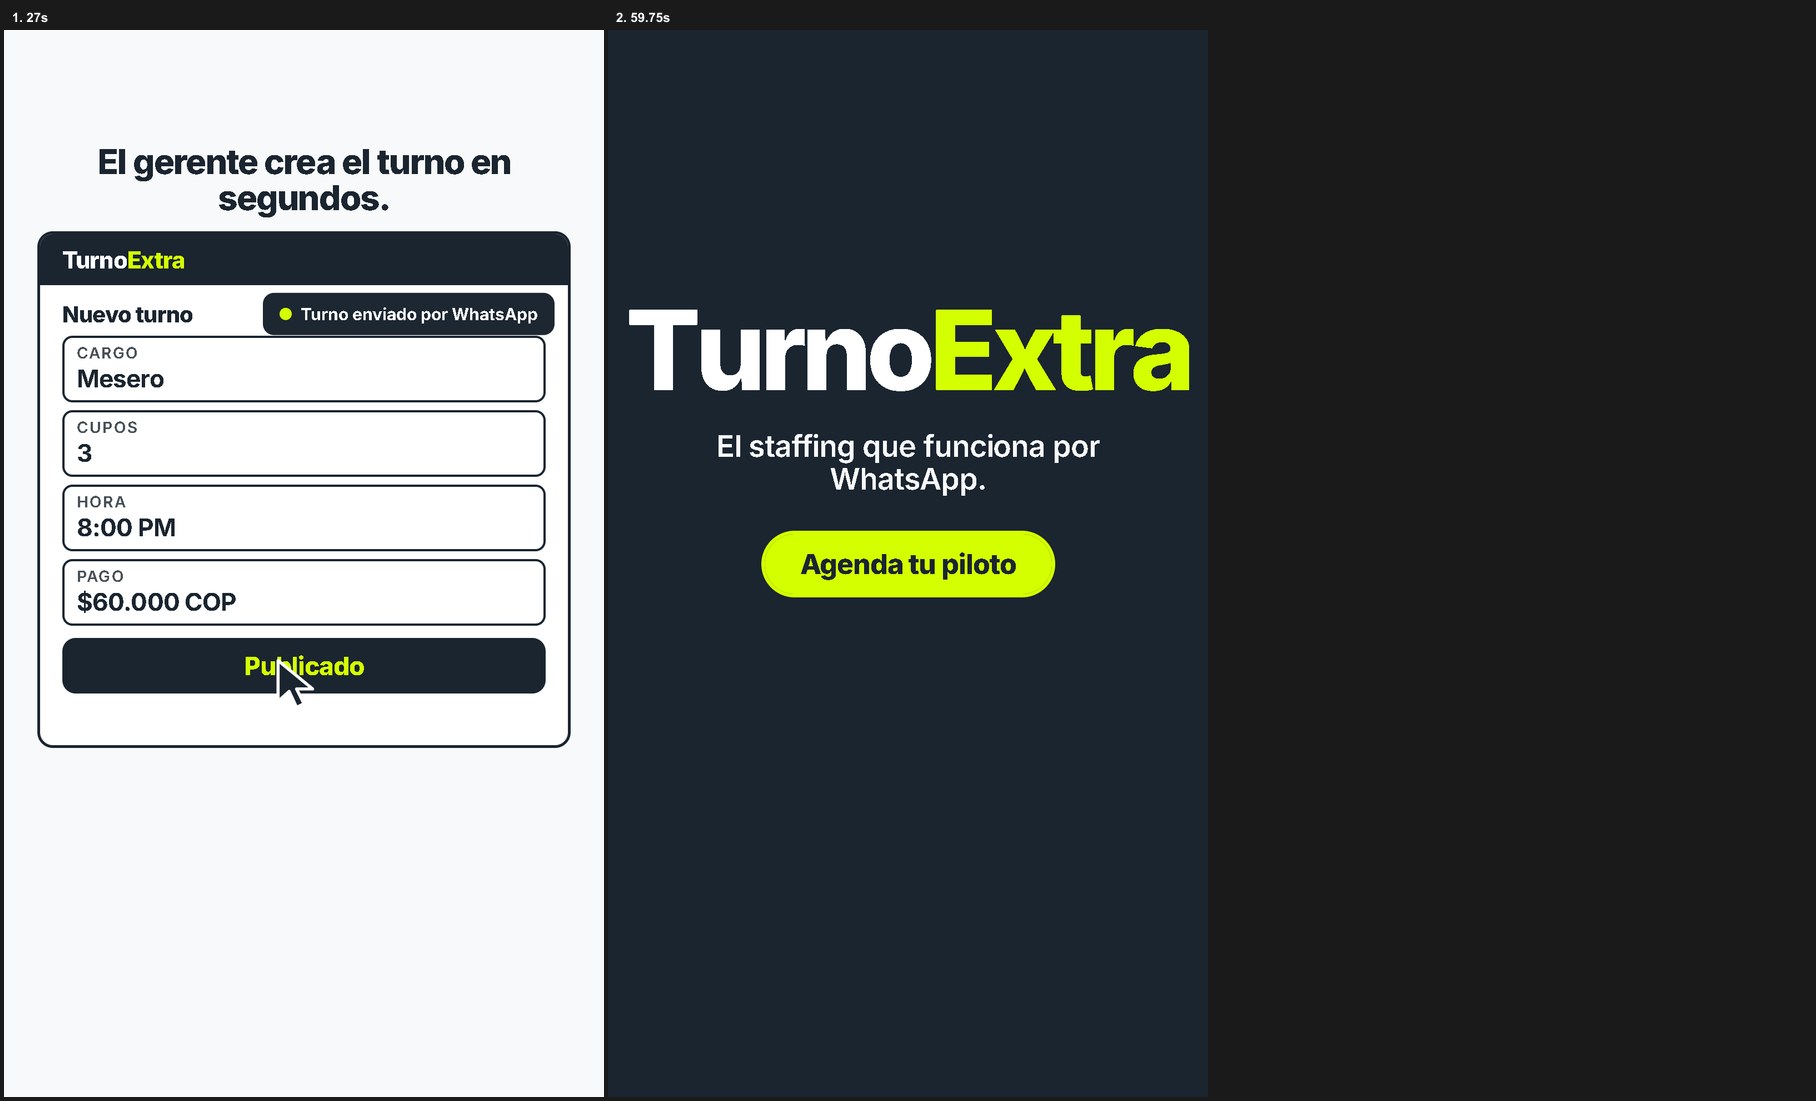 1. 27s
El gerente crea el turno en
segundos.
TurnoExtra
Nuevo turno
Turno enviado por WhatsApp
CARGO
Mesero
CUPOS
3
HORA
8:00 PM
PAGO
$60.000 COP
Publicado
2. 59.75s
TurnoExtra
El staffing que funciona por
WhatsApp.
Agenda tu piloto